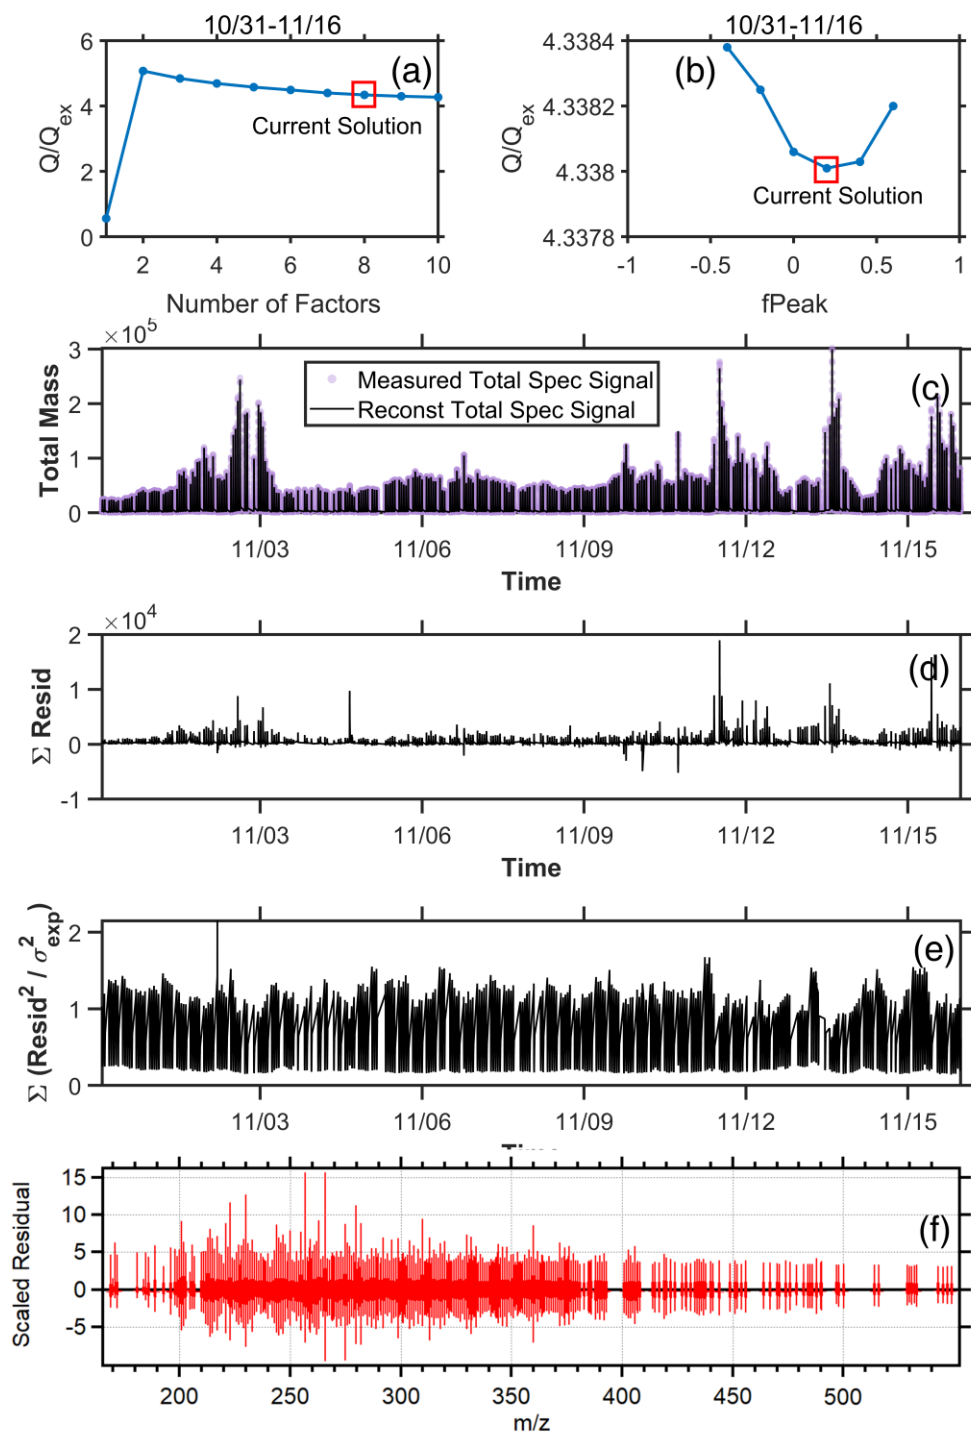 10/31-11/16
(a)
Q/Q_ex
6
4
2
0
Current Solution
2 4 6 8 10
Number of Factors
10/31-11/16
(b)
Q/Q_ex
4.3384
4.3382
4.338
4.3378
Current Solution
-1 -0.5 0 0.5 1
fPeak
×10^5
(c)
Total Mass
3
2
1
0
Measured Total Spec Signal
Reconst Total Spec Signal
11/03 11/06 11/09 11/12 11/15
Time
×10^4
(d)
Σ Resid
2
1
0
-1
11/03 11/06 11/09 11/12 11/15
Time
(e)
Σ (Resid^2 / σ^2_exp)
2
1
0
11/03 11/06 11/09 11/12 11/15
(f)
Scaled Residual
15
10
5
0
-5
200 250 300 350 400 450 500
m/z